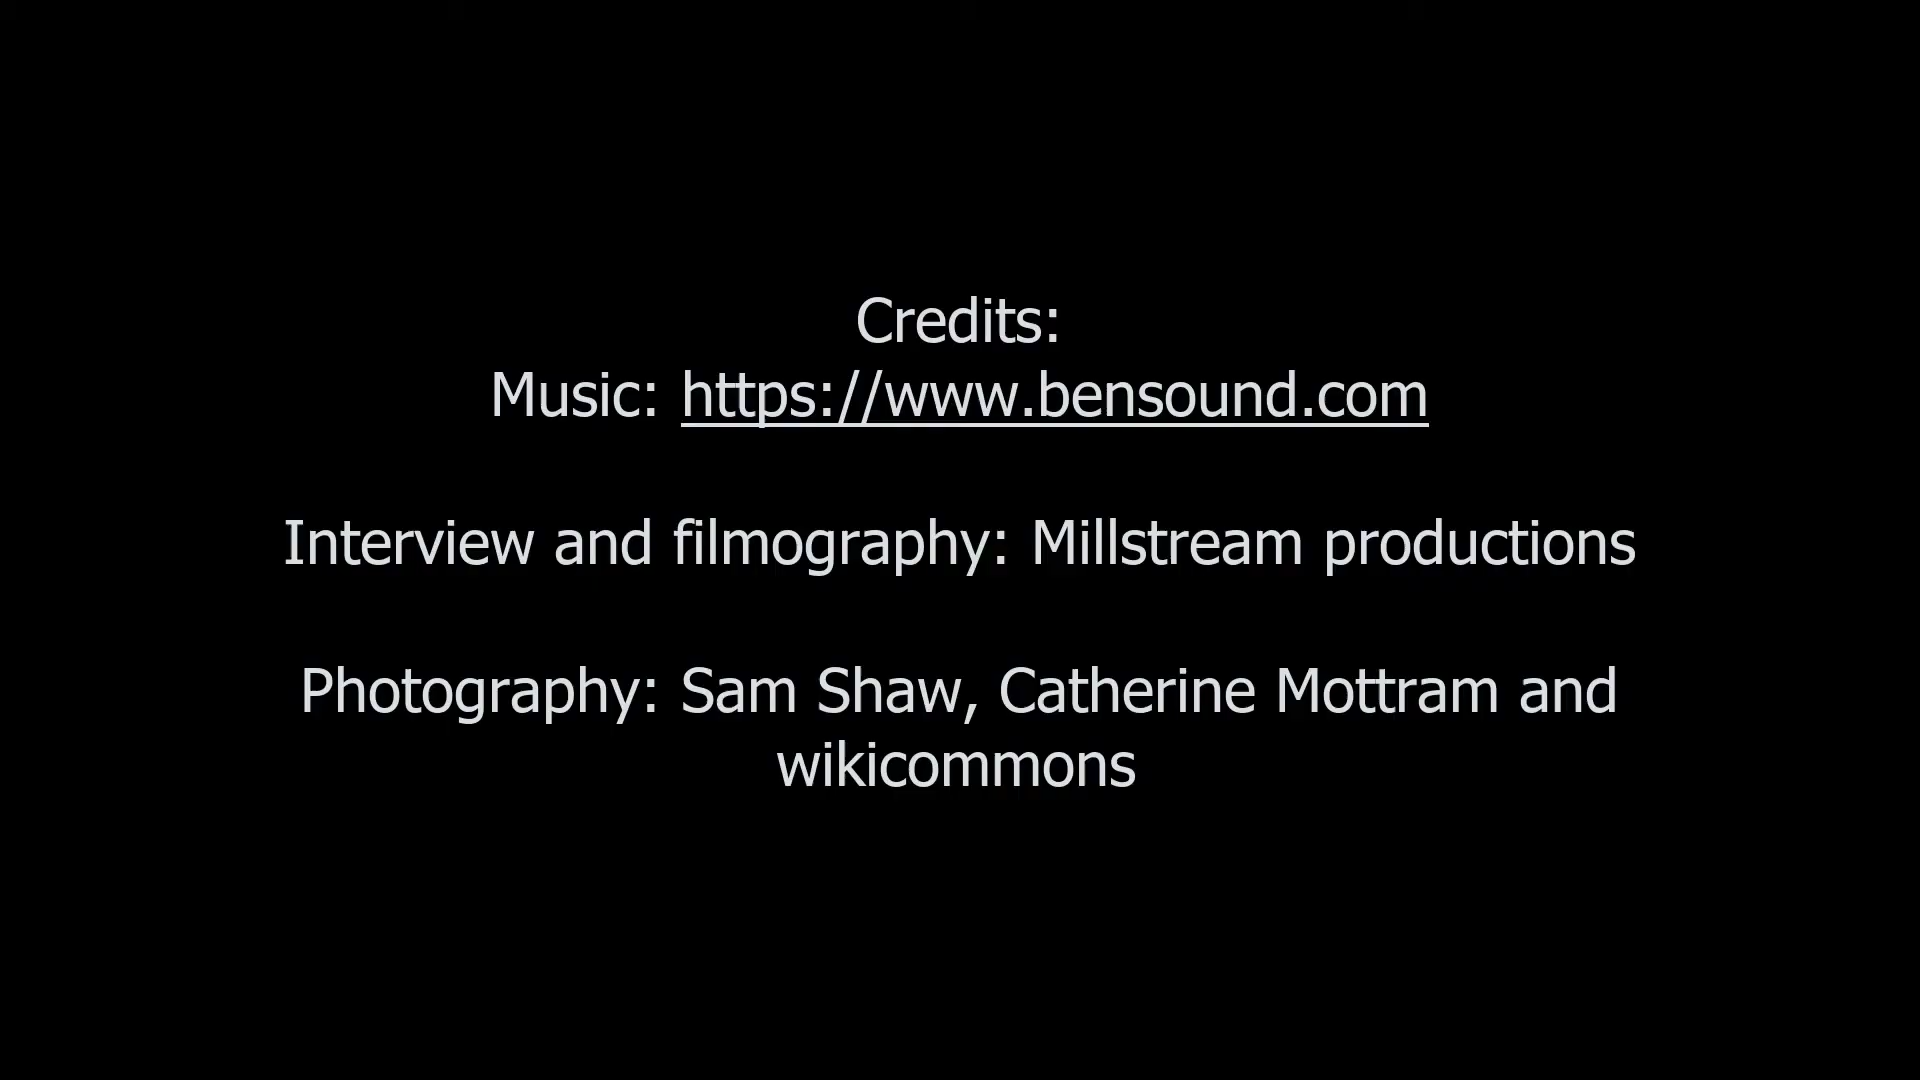 Credits:
Music: https://www.bensound.com
Interview and filmography: Millstream productions
Photography: Sam Shaw, Catherine Mottram and
wikicommons